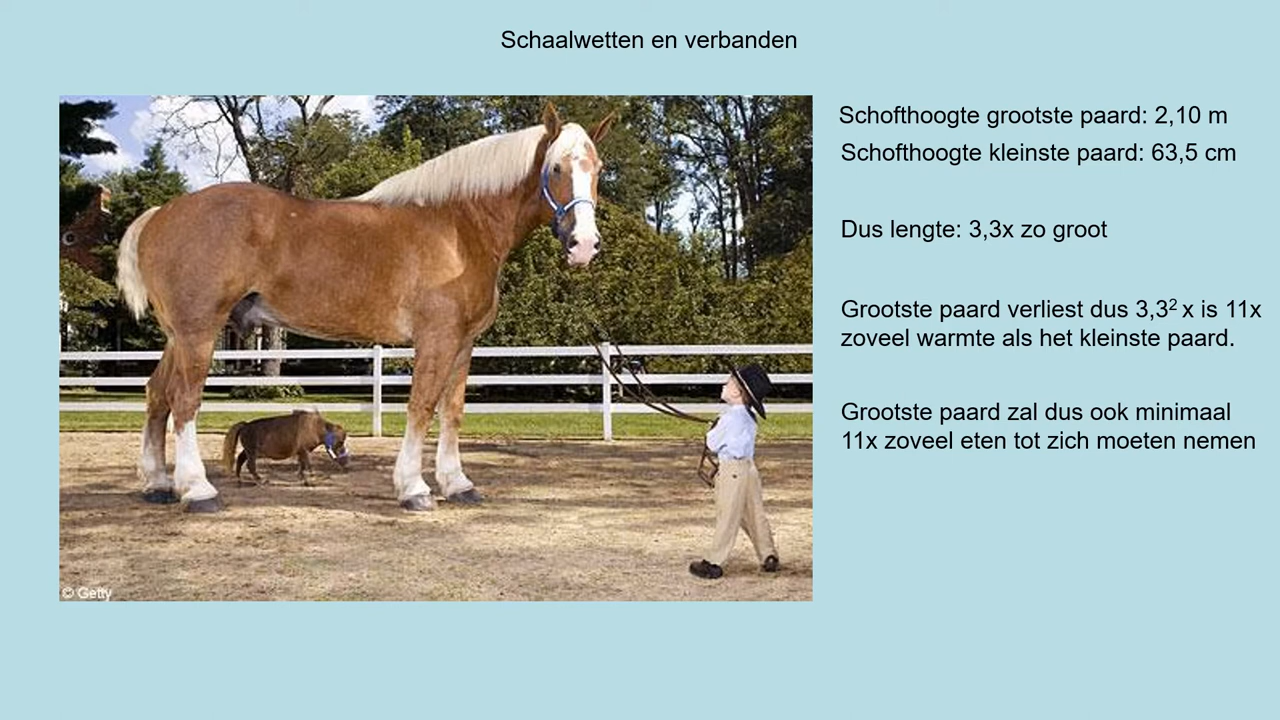 Schaalwetten en verbanden
Schofthoogte grootste paard: 2,10 m
Schofthoogte kleinste paard: 63,5 cm
Dus lengte: 3,3x zo groot
Grootste paard verliest dus 3,3² x is 11x
zoveel warmte als het kleinste paard.
Grootste paard zal dus ook minimaal
11x zoveel eten tot zich moeten nemen
© Getty